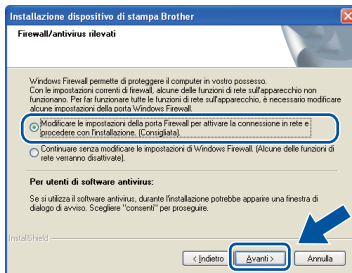 Installazione dispositivo di stampa Brother
Firewall/antivirus rilevati
Windows Firewall permette di proteggere il computer in vostro possesso.
Con le impostazioni correnti di firewall, alcune delle funzioni di rete sull'apparecchio non
funzionano. Per far funzionare tutte le funzioni di rete sull'apparecchio, è necessario modificare
alcune impostazioni della porta Windows Firewall.
Modificare le impostazioni della porta Firewall per attivare la connessione in rete e
procedere con l'installazione. (Consigliata).
Continuare senza modificare le impostazioni di Windows Firewall. (Alcune delle funzioni di
rete verranno disattivate).
Per utenti di software antivirus:
Se si utilizza il software antivirus, durante l'installazione potrebbe apparire una finestra di
dialogo di avviso. Scegliere "consenti" per proseguire.
InstallShield
< Indietro
Avanti >
Annulla